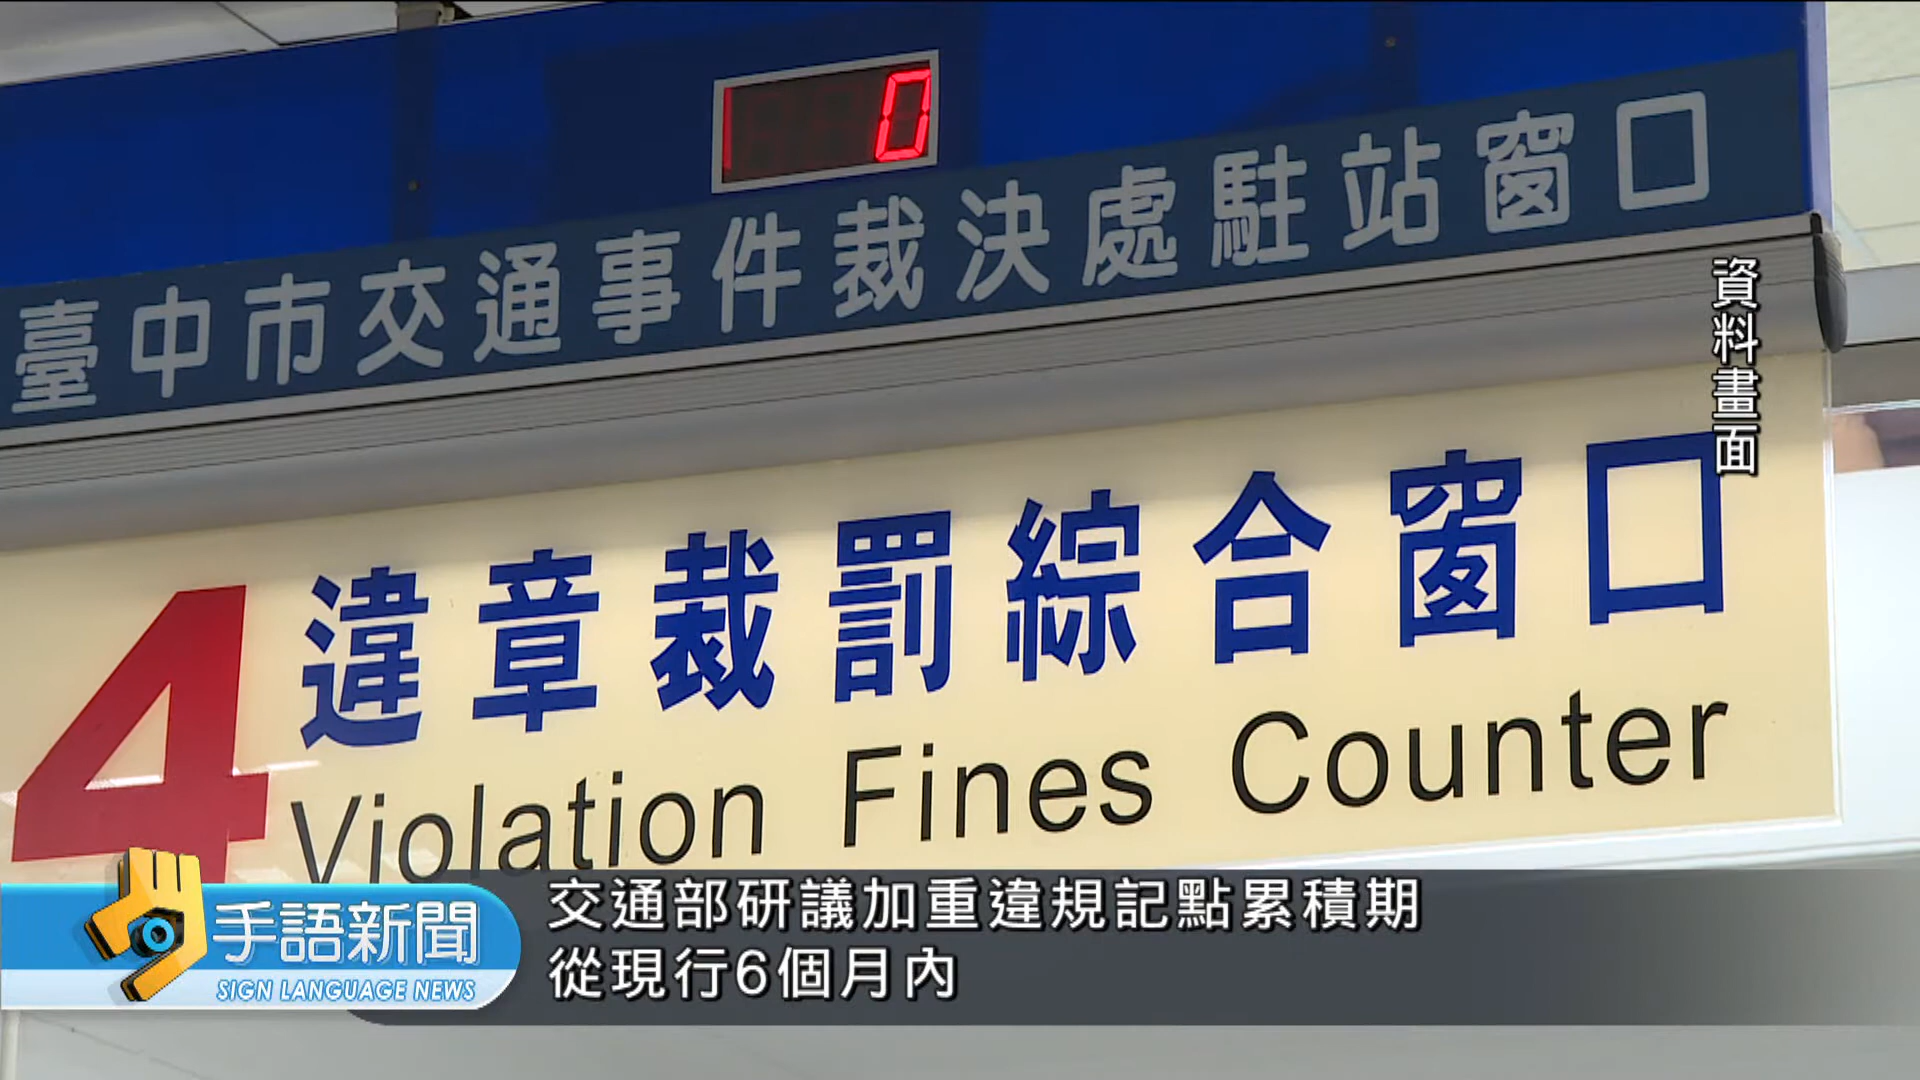 0
臺中市交通事件裁決處駐站窗口
資料畫面
4 違章裁罰綜合窗口
Violation Fines Counter
手語新聞
SIGN LANGUAGE NEWS
交通部研議加重違規記點累積期
從現行6個月內